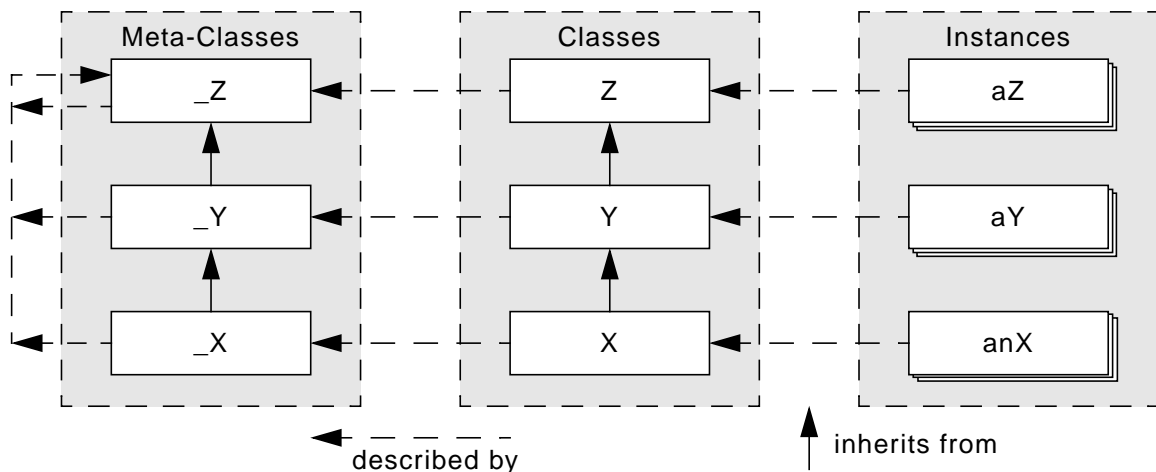 Meta-Classes Classes Instances
_Z Z aZ
_Y Y aY
_X X anX
described by
inherits from